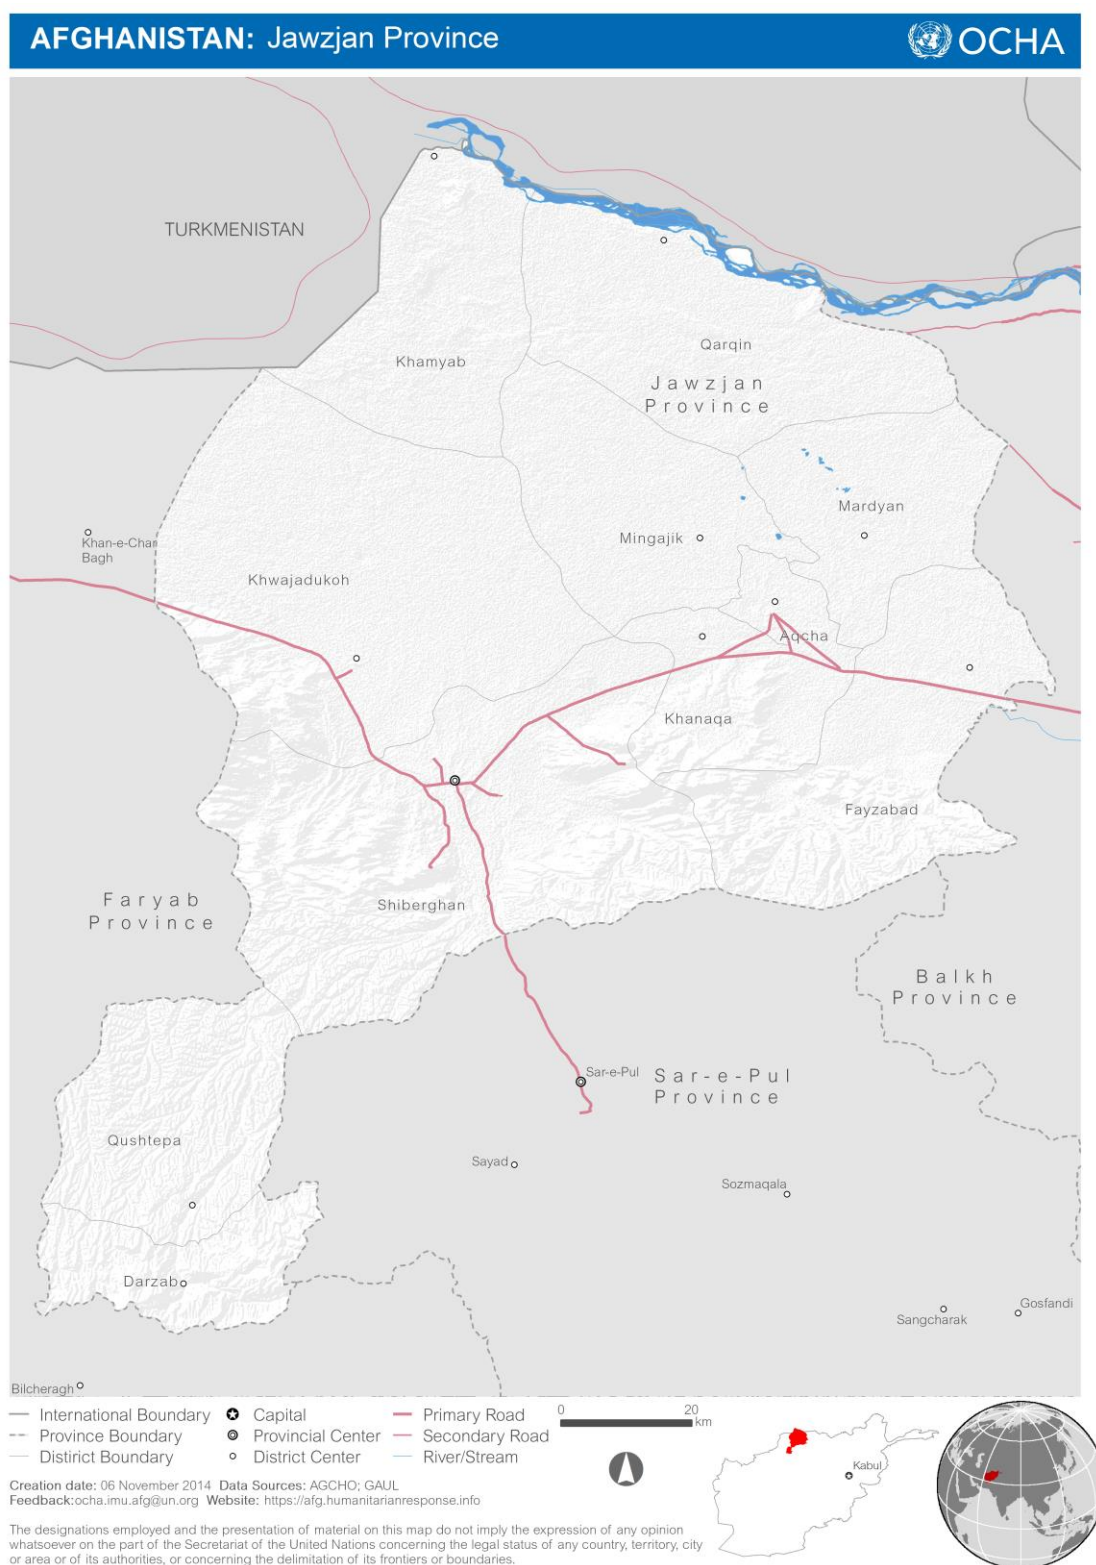 AFGHANISTAN: Jawzjan Province
OCHA
TURKMENISTAN
Khamyab
Qarqin
Jawzjan
Province
Mardyan
Khan-e-Char
Bagh
Mingajik
Khwajadukoh
Aqcha
Khanaqa
Fayzabad
Faryab
Province
Shiberghan
Balkh
Province
Sar-e-Pul
Sar-e-Pul
Province
Qushtepa
Sayad
Sozmaqala
Darzab
Gosfandi
Sangcharak
Bilcheragh
International Boundary
Province Boundary
Distirict Boundary
Capital
Provincial Center
District Center
Primary Road
Secondary Road
River/Stream
0 20
km
Kabul
Creation date: 06 November 2014 Data Sources: AGCHO; GAUL
Feedback:ocha.imu.afg@un.org Website: https://afg.humanitarianresponse.info
The designations employed and the presentation of material on this map do not imply the expression of any opinion
whatsoever on the part of the Secretariat of the United Nations concerning the legal status of any country, territory, city
or area or of its authorities, or concerning the delimitation of its frontiers or boundaries.